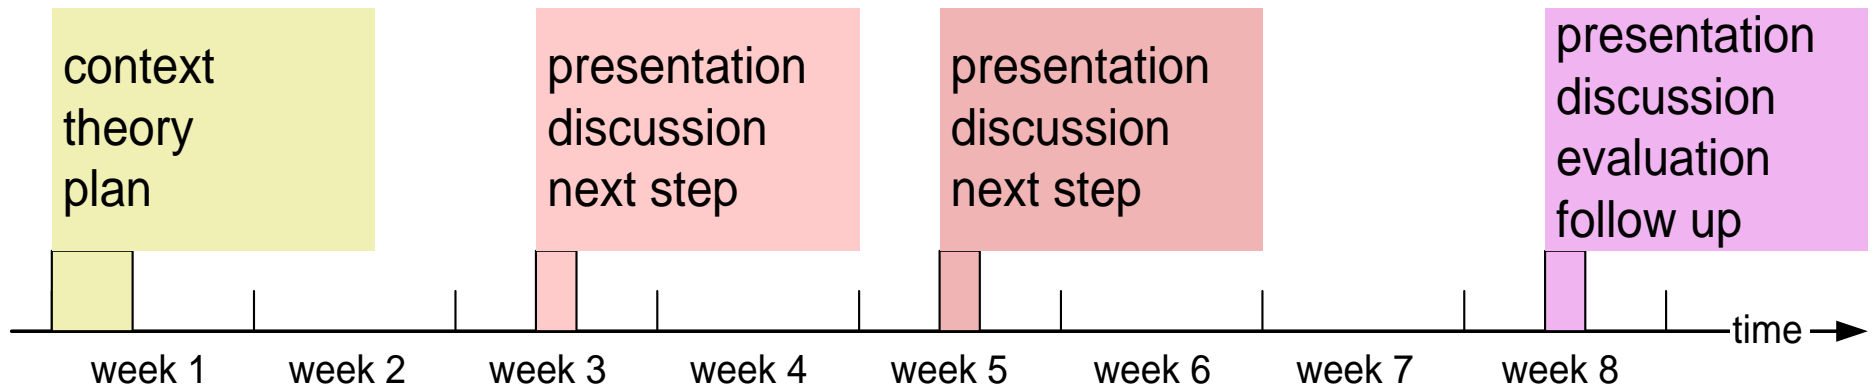 context
theory
plan
presentation
discussion
next step
presentation
discussion
next step
presentation
discussion
evaluation
follow up
time
week 1
week 2
week 3
week 4
week 5
week 6
week 7
week 8